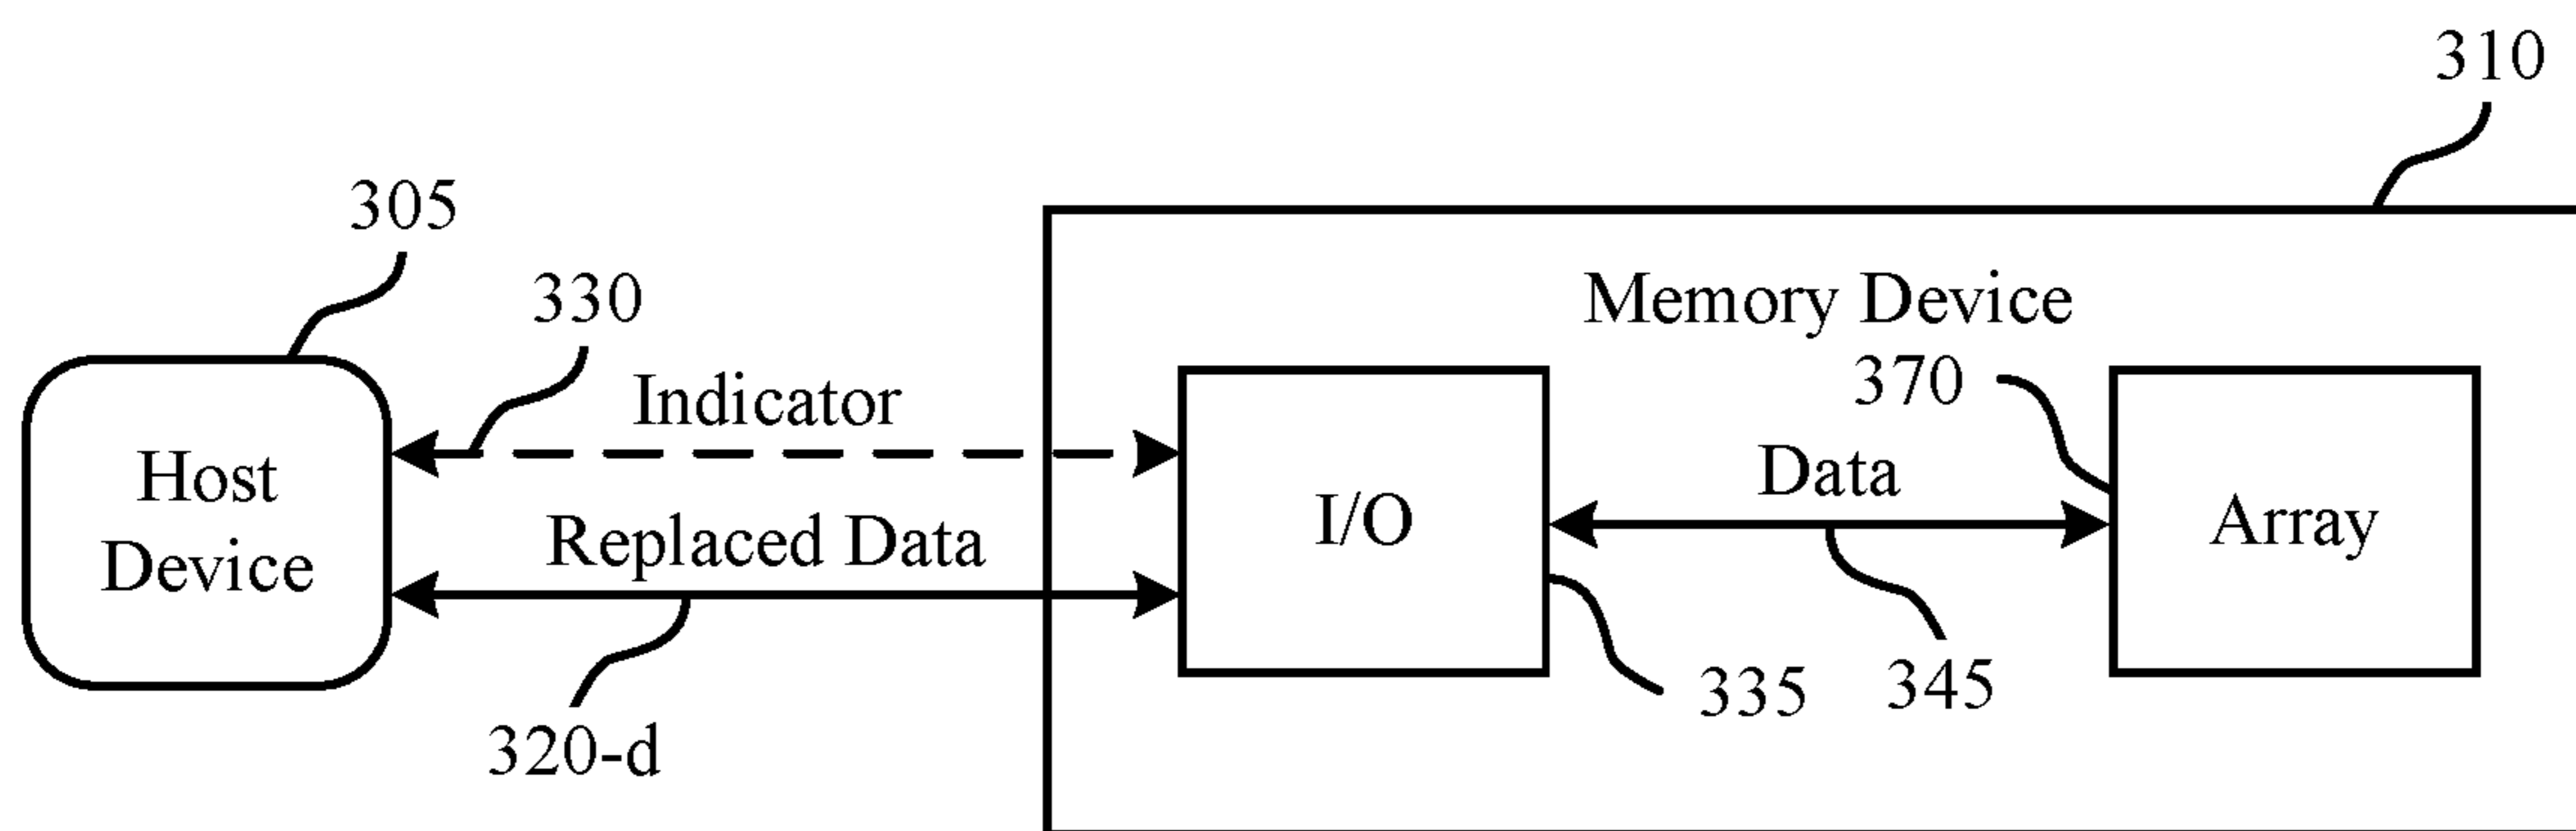 310
305
330
Memory Device
370
Indicator
Host
Device
Data
I/O
Array
Replaced Data
335
345
320-d